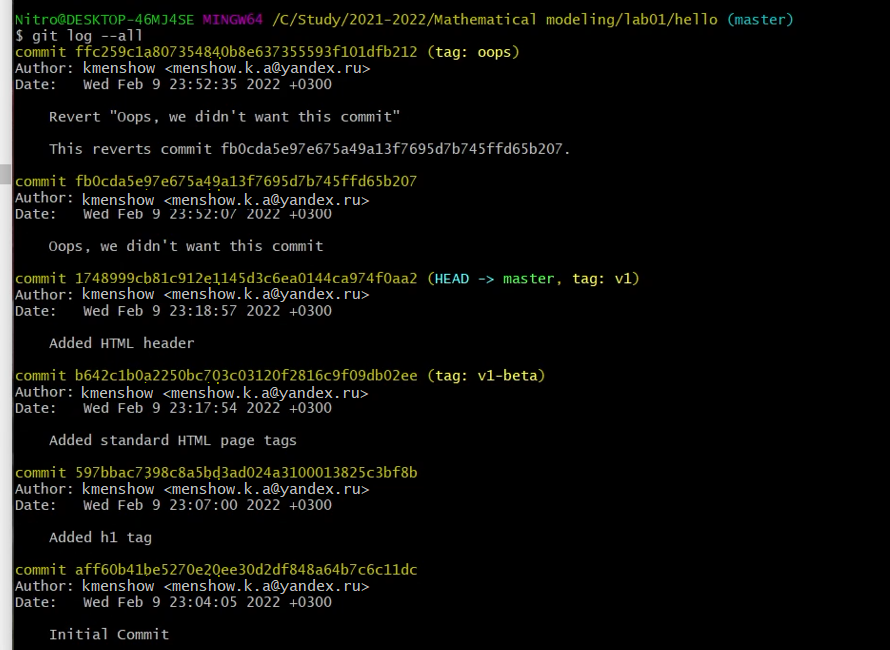 Nitro@DESKTOP-46MJ4SE MINGW64 /C/Study/2021-2022/Mathematical modeling/lab01/hello (master)
$ git log --all
commit ffc259c1a807354840b8e637355593f101dfb212 (tag: oops)
Author: kmenshow <menshow.k.a@yandex.ru>
Date:   Wed Feb 9 23:52:35 2022 +0300
Revert "Oops, we didn't want this commit"
This reverts commit fb0cda5e97e675a49a13f7695d7b745ffd65b207.
commit fb0cda5e97e675a49a13f7695d7b745ffd65b207
Author: kmenshow <menshow.k.a@yandex.ru>
Date:   Wed Feb 9 23:52:07 2022 +0300
Oops, we didn't want this commit
commit 1748999cb81c912e1145d3c6ea0144ca974f0aa2 (HEAD -> master, tag: v1)
Author: kmenshow <menshow.k.a@yandex.ru>
Date:   Wed Feb 9 23:18:57 2022 +0300
Added HTML header
commit b642c1b0a2250bc703c03120f2816c9f09db02ee (tag: v1-beta)
Author: kmenshow <menshow.k.a@yandex.ru>
Date:   Wed Feb 9 23:17:54 2022 +0300
Added standard HTML page tags
commit 597bbac7398c8a5bd3ad024a3100013825c3bf8b
Author: kmenshow <menshow.k.a@yandex.ru>
Date:   Wed Feb 9 23:07:00 2022 +0300
Added h1 tag
commit aff60b41be5270e20ee30d2df848a64b7c6c11dc
Author: kmenshow <menshow.k.a@yandex.ru>
Date:   Wed Feb 9 23:04:05 2022 +0300
Initial Commit